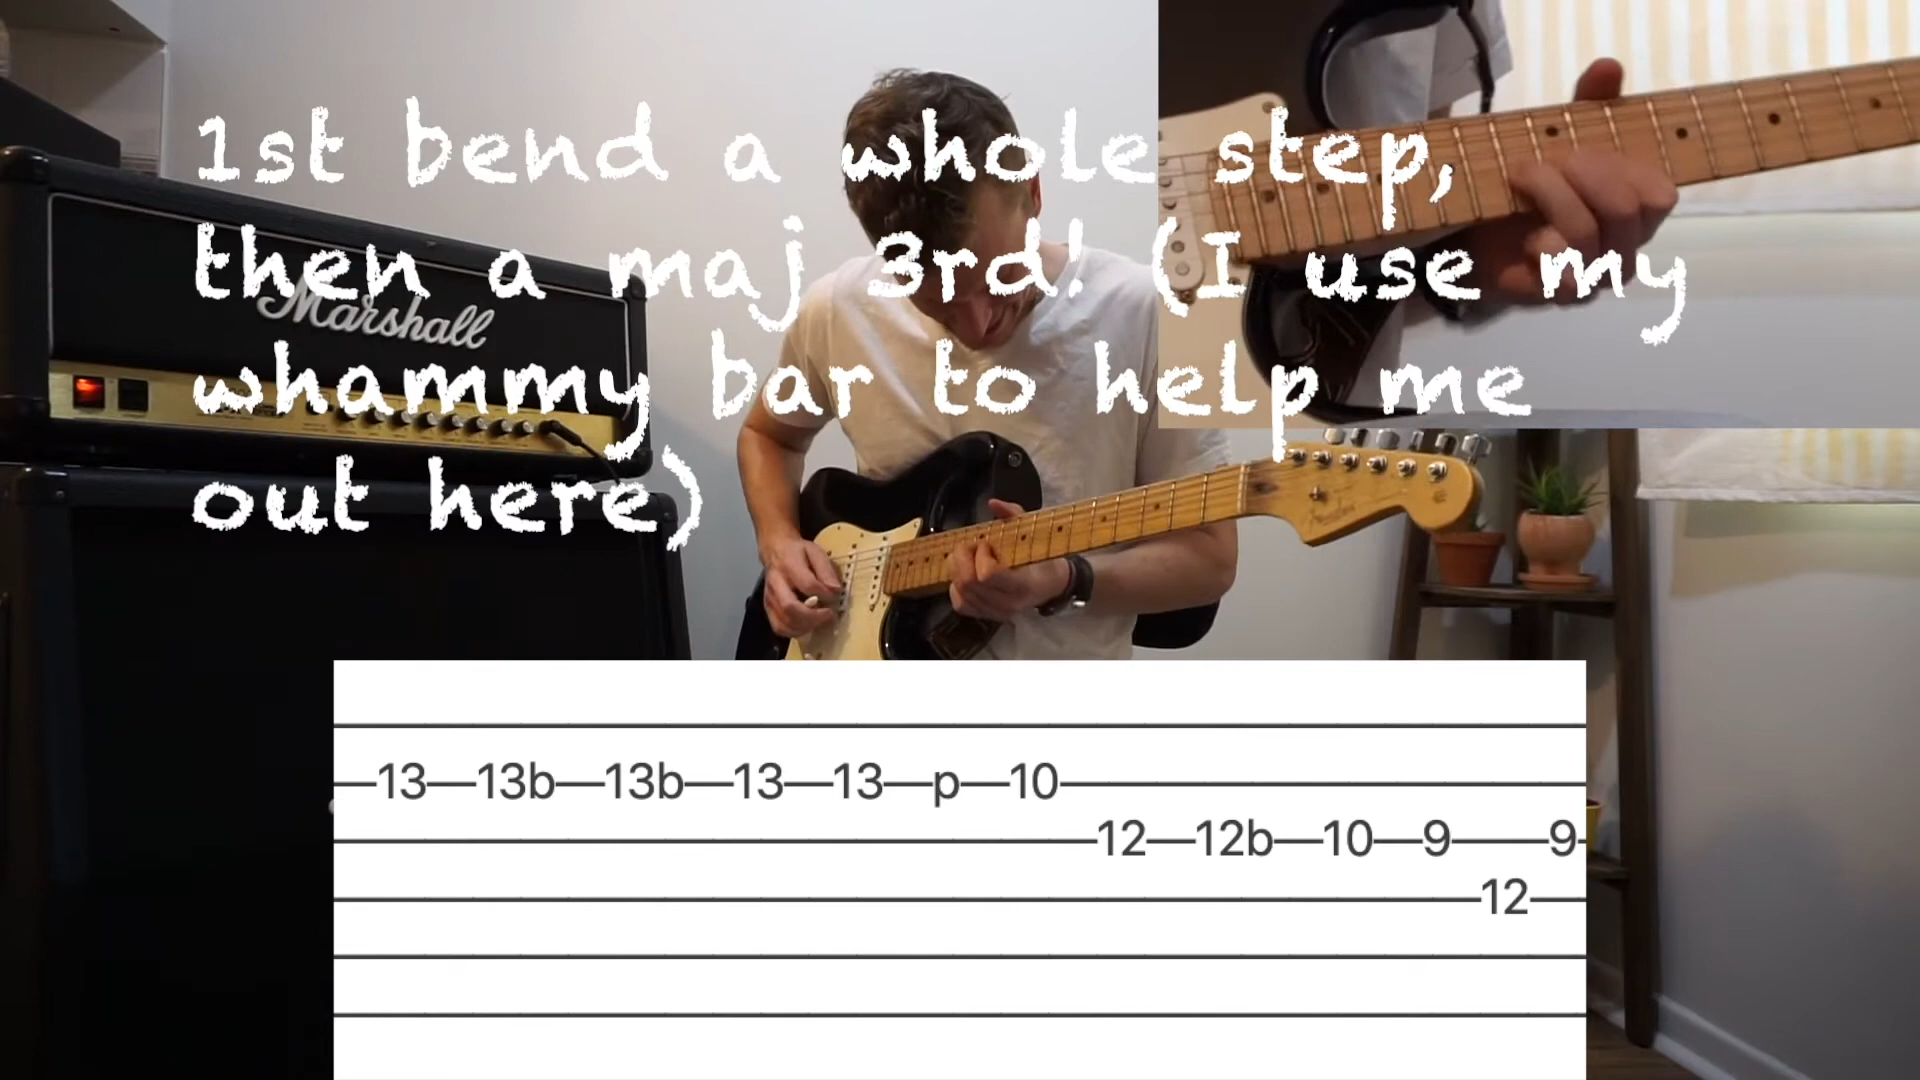 1st bend a whole step,
then a maj 3rd! (I use my
whammy bar to help me
out here)
Marshall
13 13b 13b 13 13 p 10
12 12b 10 9 9
12